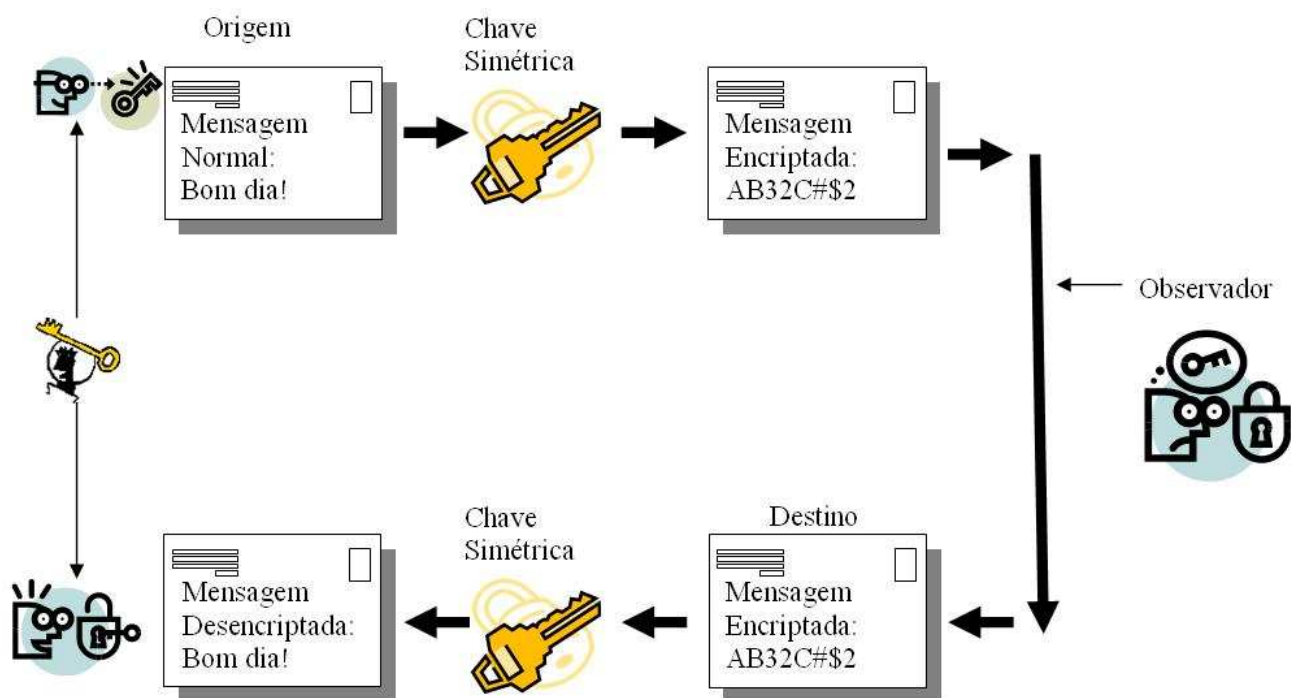 Origem
Chave
Simétrica
Mensagem
Normal:
Bom dia!
Mensagem
Encriptada:
AB32C#$2
Observador
Destino
Mensagem
Encriptada:
AB32C#$2
Chave
Simétrica
Mensagem
Desencriptada:
Bom dia!